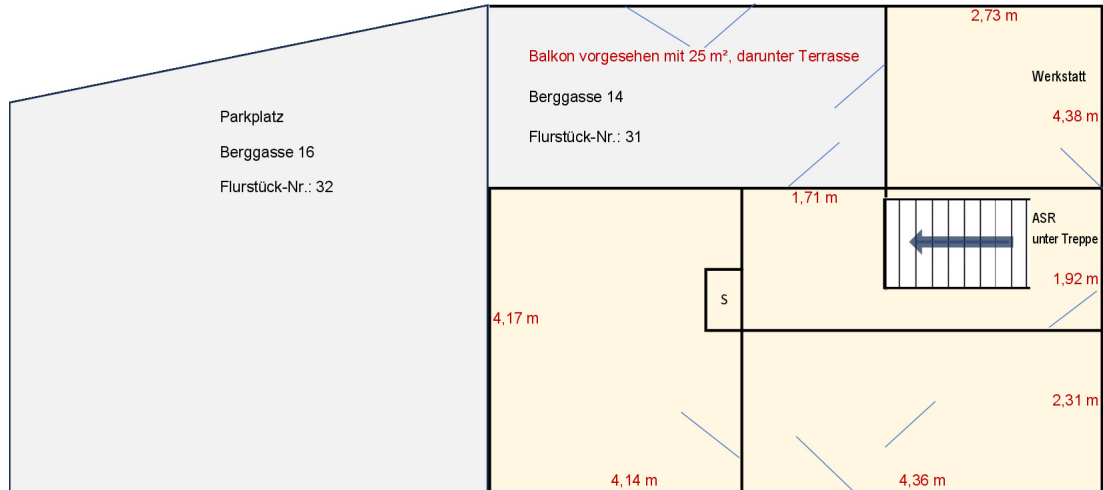 2,73 m
Balkon vorgesehen mit 25 m², darunter Terrasse
Werkstatt
Parkplatz
Berggasse 14
4,38 m
Berggasse 16
Flurstück-Nr.: 31
Flurstück-Nr.: 32
1,71 m
ASR
unter Treppe
1,92 m
S
4,17 m
2,31 m
4,14 m
4,36 m